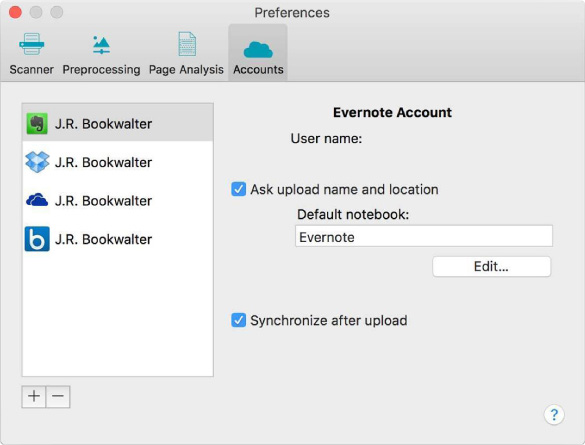 Preferences
Scanner Preprocessing Page Analysis Accounts
J.R. Bookwalter
J.R. Bookwalter
J.R. Bookwalter
b J.R. Bookwalter
Evernote Account
User name:
Ask upload name and location
Default notebook:
Evernote
Edit...
Synchronize after upload
+ −
?